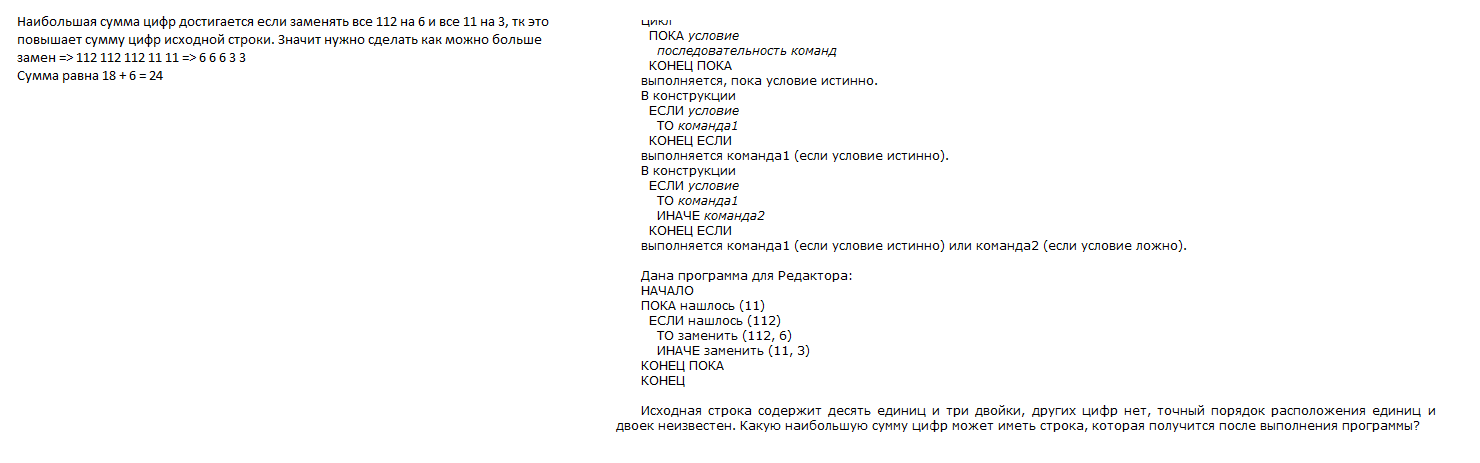 Наибольшая сумма цифр достигается если заменять все 112 на 6 и все 11 на 3, тк это
повышает сумму цифр исходной строки. Значит нужно сделать как можно больше
замен => 112 112 112 11 11 => 6 6 6 3 3
Сумма равна 18 + 6 = 24
Цикл
ПОКА условие
последовательность команд
КОНЕЦ ПОКА
выполняется, пока условие истинно.
В конструкции
ЕСЛИ условие
ТО команда1
КОНЕЦ ЕСЛИ
выполняется команда1 (если условие истинно).
В конструкции
ЕСЛИ условие
ТО команда1
ИНАЧЕ команда2
КОНЕЦ ЕСЛИ
выполняется команда1 (если условие истинно) или команда2 (если условие ложно).
Дана программа для Редактора:
НАЧАЛО
ПОКА нашлось (11)
ЕСЛИ нашлось (112)
ТО заменить (112, 6)
ИНАЧЕ заменить (11, 3)
КОНЕЦ ПОКА
КОНЕЦ
Исходная строка содержит десять единиц и три двойки, других цифр нет, точный порядок расположения единиц и
двоек неизвестен. Какую наибольшую сумму цифр может иметь строка, которая получится после выполнения программы?